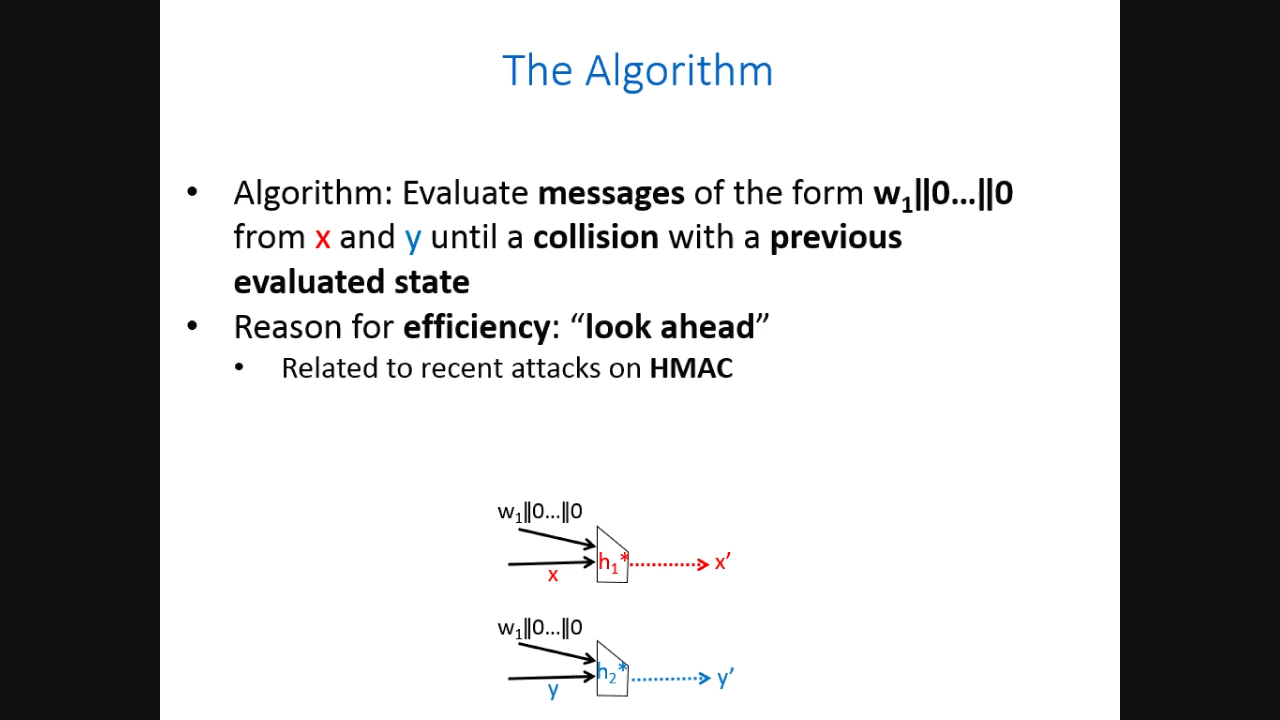 The Algorithm
• Algorithm: Evaluate messages of the form w₁||0…||0
from x and y until a collision with a previous
evaluated state
• Reason for efficiency: “look ahead”
• Related to recent attacks on HMAC
w₁||0…||0
h₁* x’
x
w₁||0…||0
h₂* y’
y